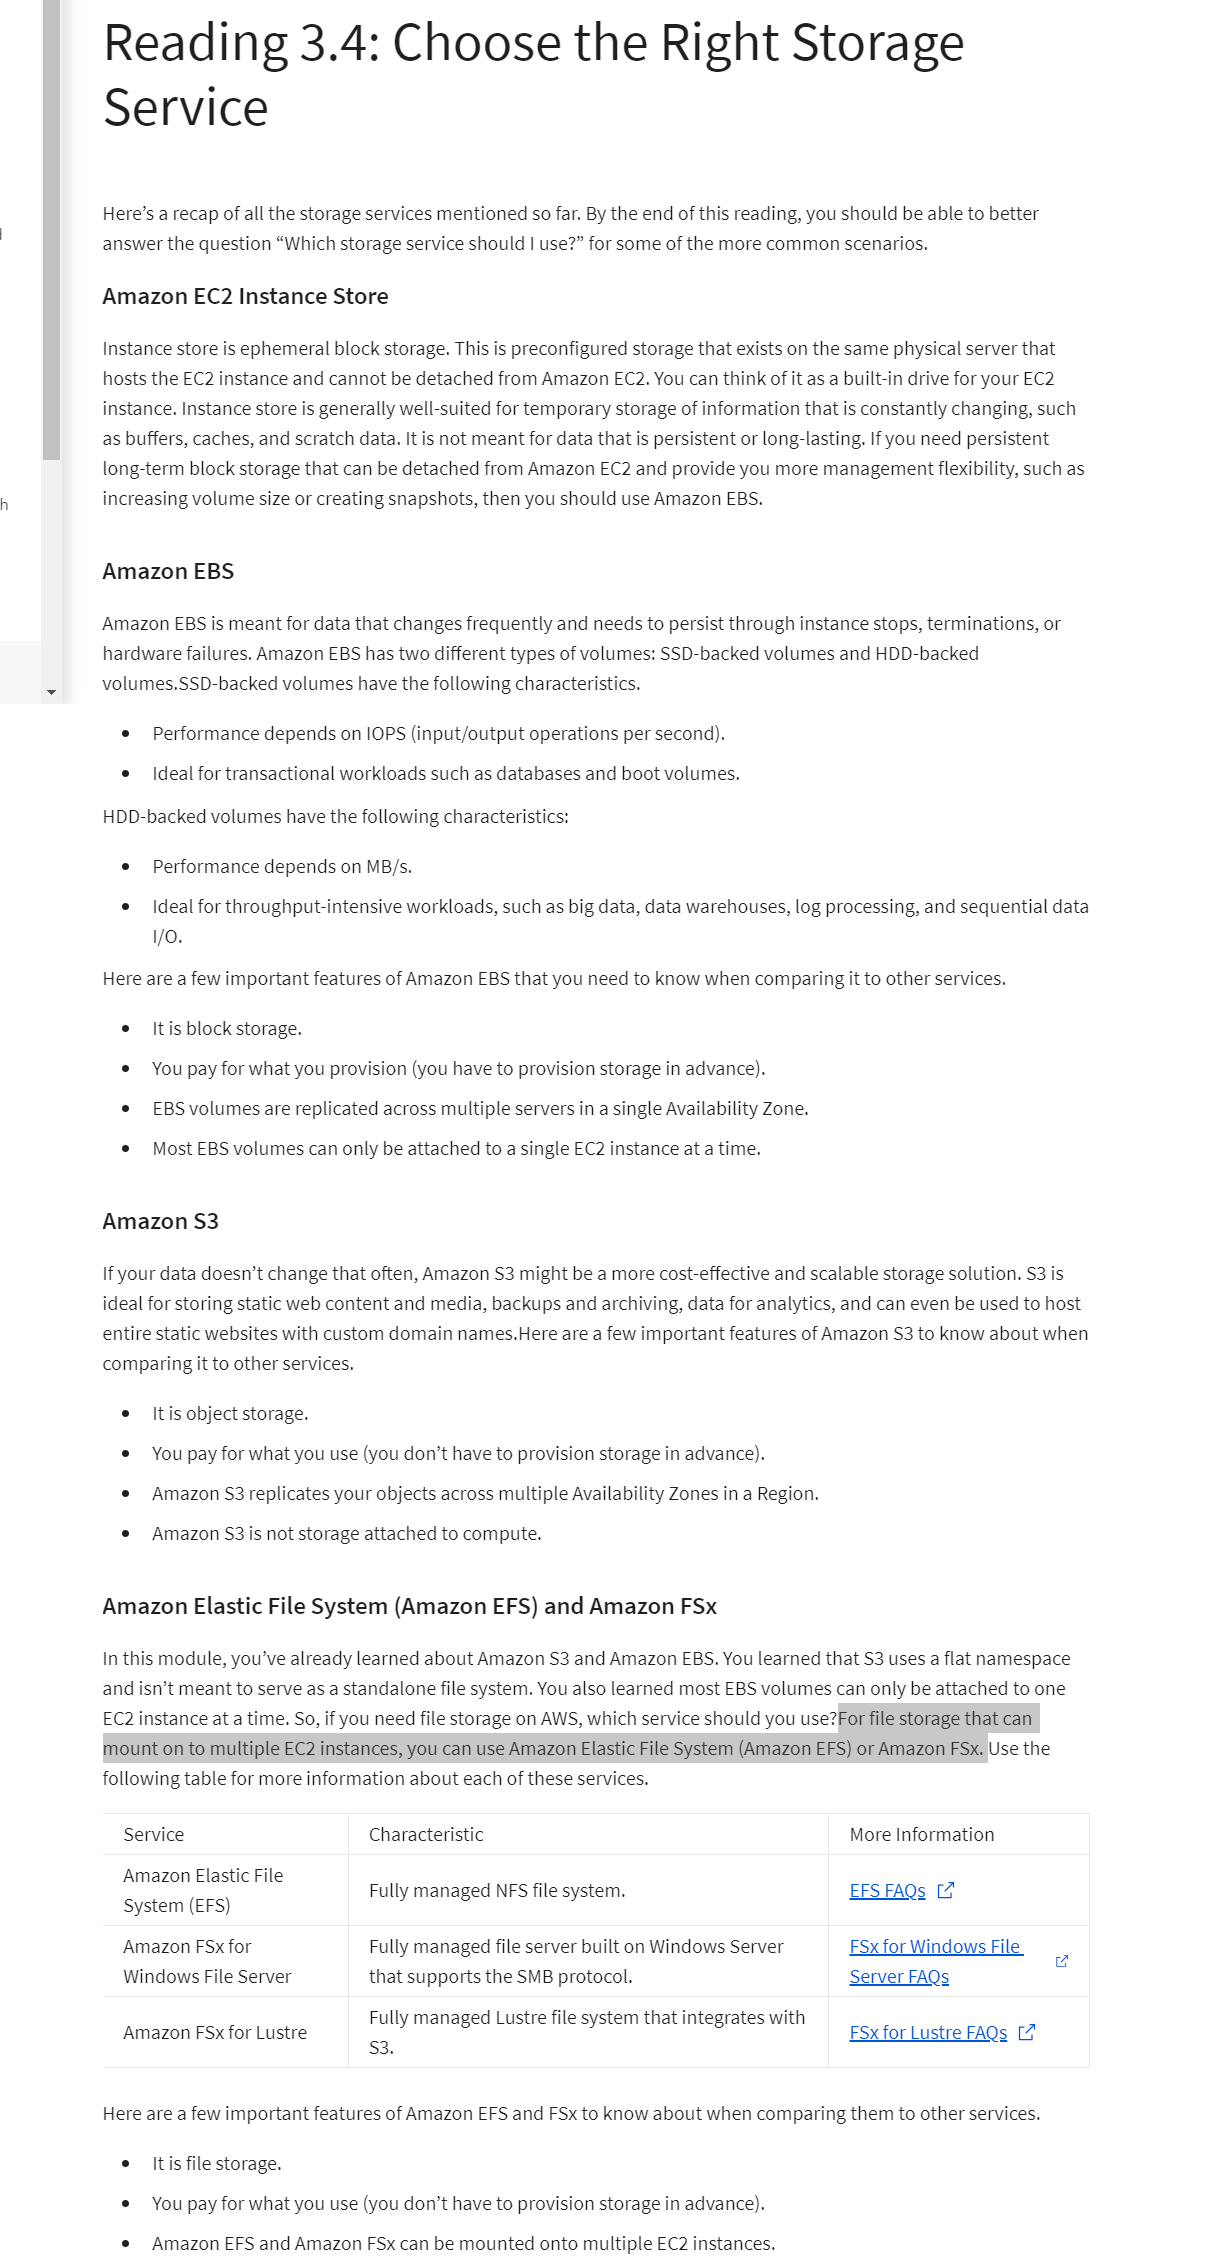 Reading 3.4: Choose the Right Storage
Service
Here’s a recap of all the storage services mentioned so far. By the end of this reading, you should be able to better
answer the question “Which storage service should I use?” for some of the more common scenarios.
Amazon EC2 Instance Store
Instance store is ephemeral block storage. This is preconfigured storage that exists on the same physical server that
hosts the EC2 instance and cannot be detached from Amazon EC2. You can think of it as a built-in drive for your EC2
instance. Instance store is generally well-suited for temporary storage of information that is constantly changing, such
as buffers, caches, and scratch data. It is not meant for data that is persistent or long-lasting. If you need persistent
long-term block storage that can be detached from Amazon EC2 and provide you more management flexibility, such as
h
increasing volume size or creating snapshots, then you should use Amazon EBS.
Amazon EBS
Amazon EBS is meant for data that changes frequently and needs to persist through instance stops, terminations, or
hardware failures. Amazon EBS has two different types of volumes: SSD-backed volumes and HDD-backed
volumes.SSD-backed volumes have the following characteristics.
• Performance depends on IOPS (input/output operations per second).
• Ideal for transactional workloads such as databases and boot volumes.
HDD-backed volumes have the following characteristics:
• Performance depends on MB/s.
• Ideal for throughput-intensive workloads, such as big data, data warehouses, log processing, and sequential data
I/O.
Here are a few important features of Amazon EBS that you need to know when comparing it to other services.
• It is block storage.
• You pay for what you provision (you have to provision storage in advance).
• EBS volumes are replicated across multiple servers in a single Availability Zone.
• Most EBS volumes can only be attached to a single EC2 instance at a time.
Amazon S3
If your data doesn’t change that often, Amazon S3 might be a more cost-effective and scalable storage solution. S3 is
ideal for storing static web content and media, backups and archiving, data for analytics, and can even be used to host
entire static websites with custom domain names.Here are a few important features of Amazon S3 to know about when
comparing it to other services.
• It is object storage.
• You pay for what you use (you don’t have to provision storage in advance).
• Amazon S3 replicates your objects across multiple Availability Zones in a Region.
• Amazon S3 is not storage attached to compute.
Amazon Elastic File System (Amazon EFS) and Amazon FSx
In this module, you’ve already learned about Amazon S3 and Amazon EBS. You learned that S3 uses a flat namespace
and isn’t meant to serve as a standalone file system. You also learned most EBS volumes can only be attached to one
EC2 instance at a time. So, if you need file storage on AWS, which service should you use?For file storage that can
mount on to multiple EC2 instances, you can use Amazon Elastic File System (Amazon EFS) or Amazon FSx. Use the
following table for more information about each of these services.
Service Characteristic More Information
Amazon Elastic File
System (EFS)
Fully managed NFS file system.
EFS FAQs
Amazon FSx for
Windows File Server
Fully managed file server built on Windows Server
that supports the SMB protocol.
FSx for Windows File
Server FAQs
Amazon FSx for Lustre
Fully managed Lustre file system that integrates with
S3.
FSx for Lustre FAQs
Here are a few important features of Amazon EFS and FSx to know about when comparing them to other services.
• It is file storage.
• You pay for what you use (you don’t have to provision storage in advance).
• Amazon EFS and Amazon FSx can be mounted onto multiple EC2 instances.